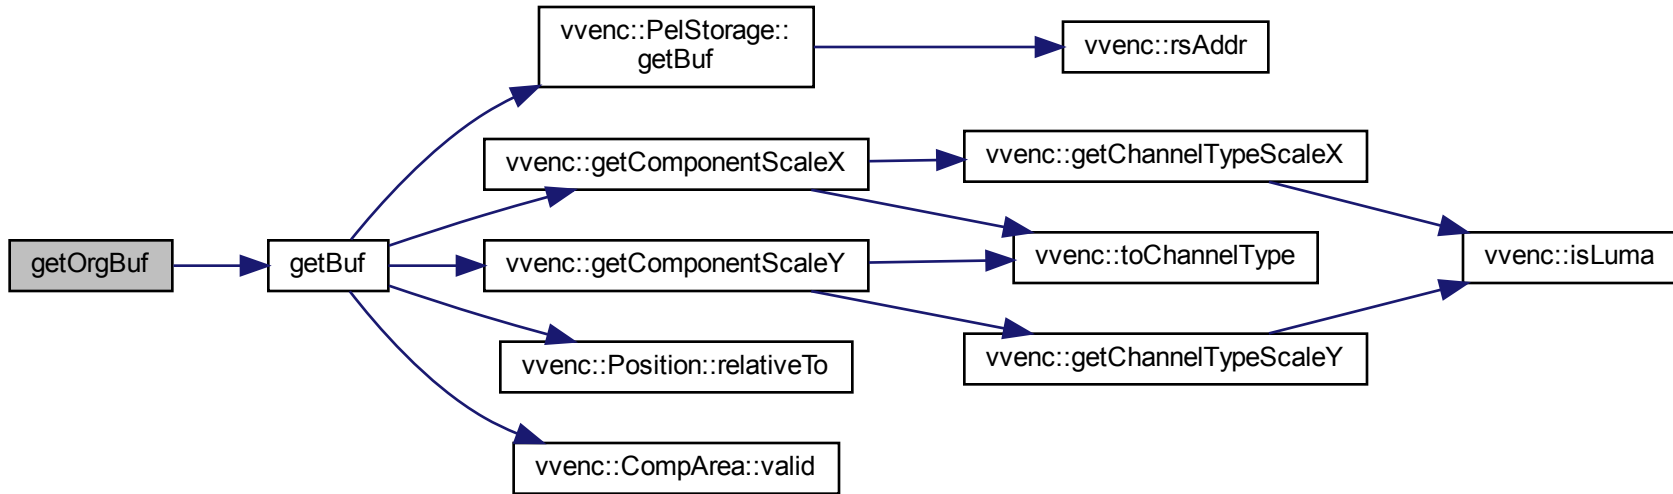 vvenc::PelStorage::
getBuf
vvenc::rsAddr
vvenc::getComponentScaleX
vvenc::getChannelTypeScaleX
getOrgBuf
getBuf
vvenc::getComponentScaleY
vvenc::toChannelType
vvenc::isLuma
vvenc::Position::relativeTo
vvenc::getChannelTypeScaleY
vvenc::CompArea::valid